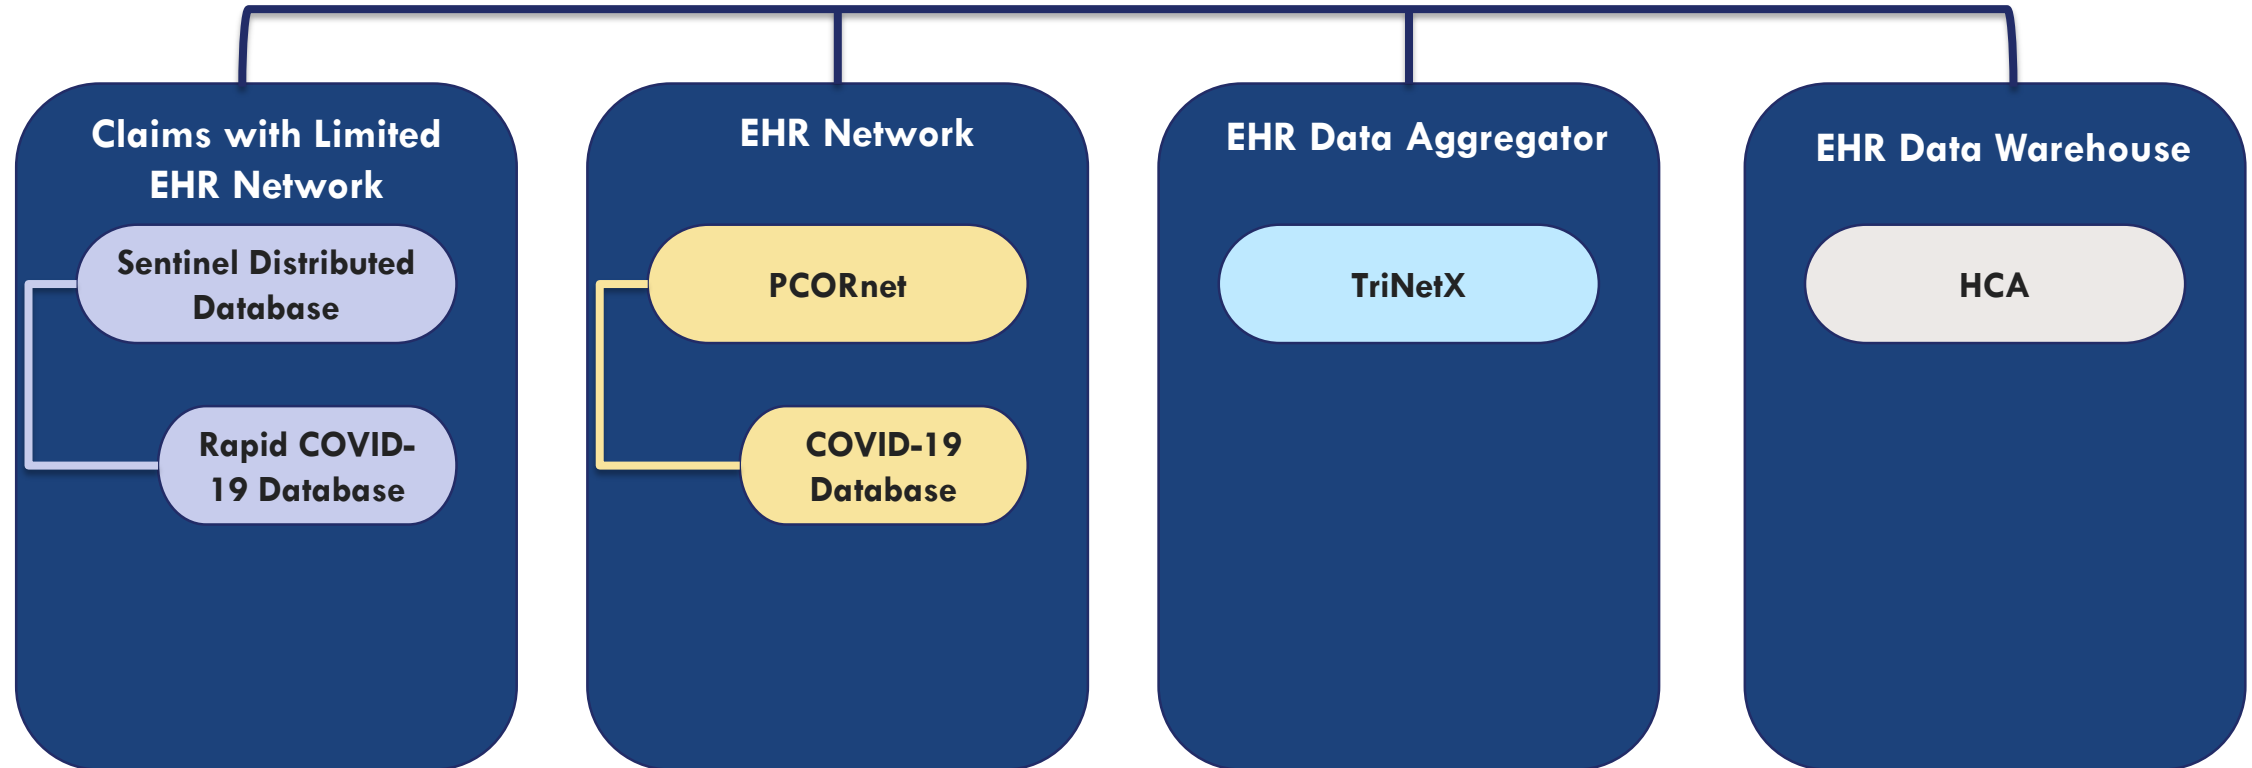 Claims with Limited
EHR Network
Sentinel Distributed
Database
Rapid COVID-
19 Database
EHR Network
PCORnet
COVID-19
Database
EHR Data Aggregator
TriNetX
EHR Data Warehouse
HCA